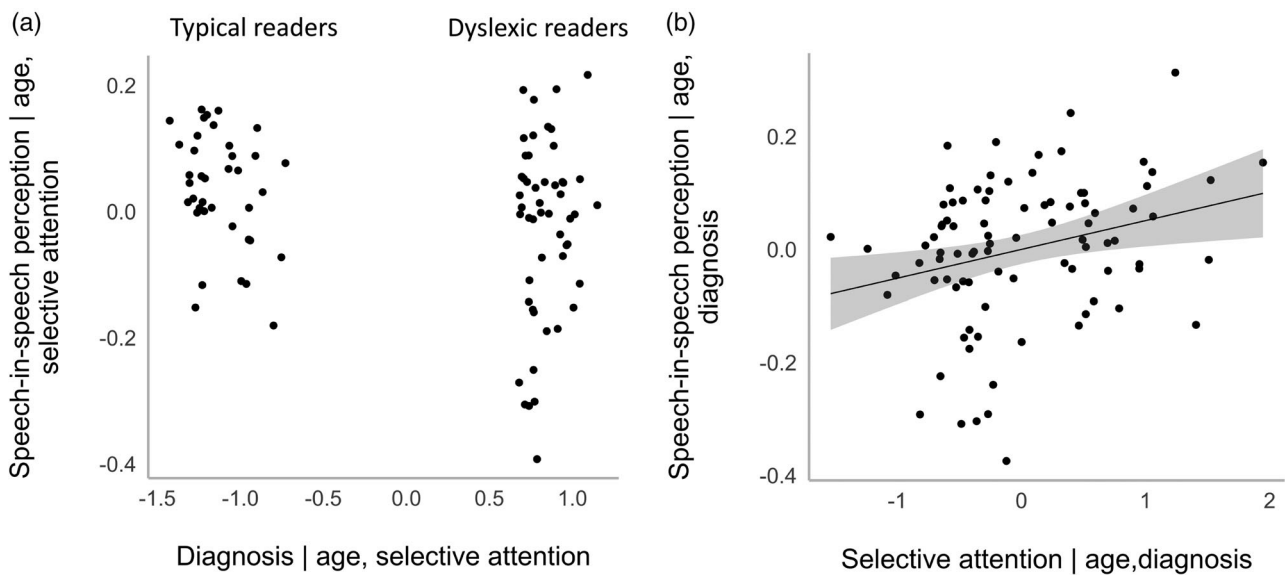 (a)
Typical readers
Dyslexic readers
Speech-in-speech perception | age,
selective attention
0.2
0.0
-0.2
-0.4
-1.5
-1.0
-0.5
0.0
0.5
1.0
Diagnosis | age, selective attention
(b)
Speech-in-specch perception | age,
diagnosis
0.2
0.0
-0.2
-0.4
-1
0
1
2
Selective attention | age,diagnosis